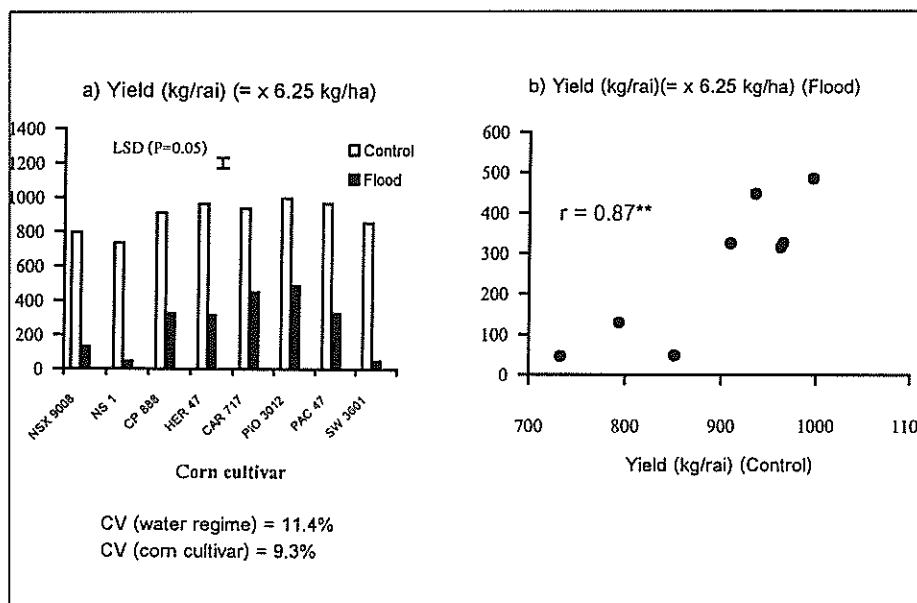 a) Yield (kg/rai) (= x 6.25 kg/ha)
1400
1200
1000
800
600
400
200
0
LSD (P=0.05)
Control
Flood
NSX 9008
NS 1
CP 888
HER 47
CAR 717
PIO 3012
PAC 47
SW 3601
Corn cultivar
CV (water regime) = 11.4%
CV (corn cultivar) = 9.3%
b) Yield (kg/rai)(= x 6.25 kg/ha) (Flood)
600
500
400
300
200
100
0
r = 0.87**
700 800 900 1000 110
Yield (kg/rai) (Control)